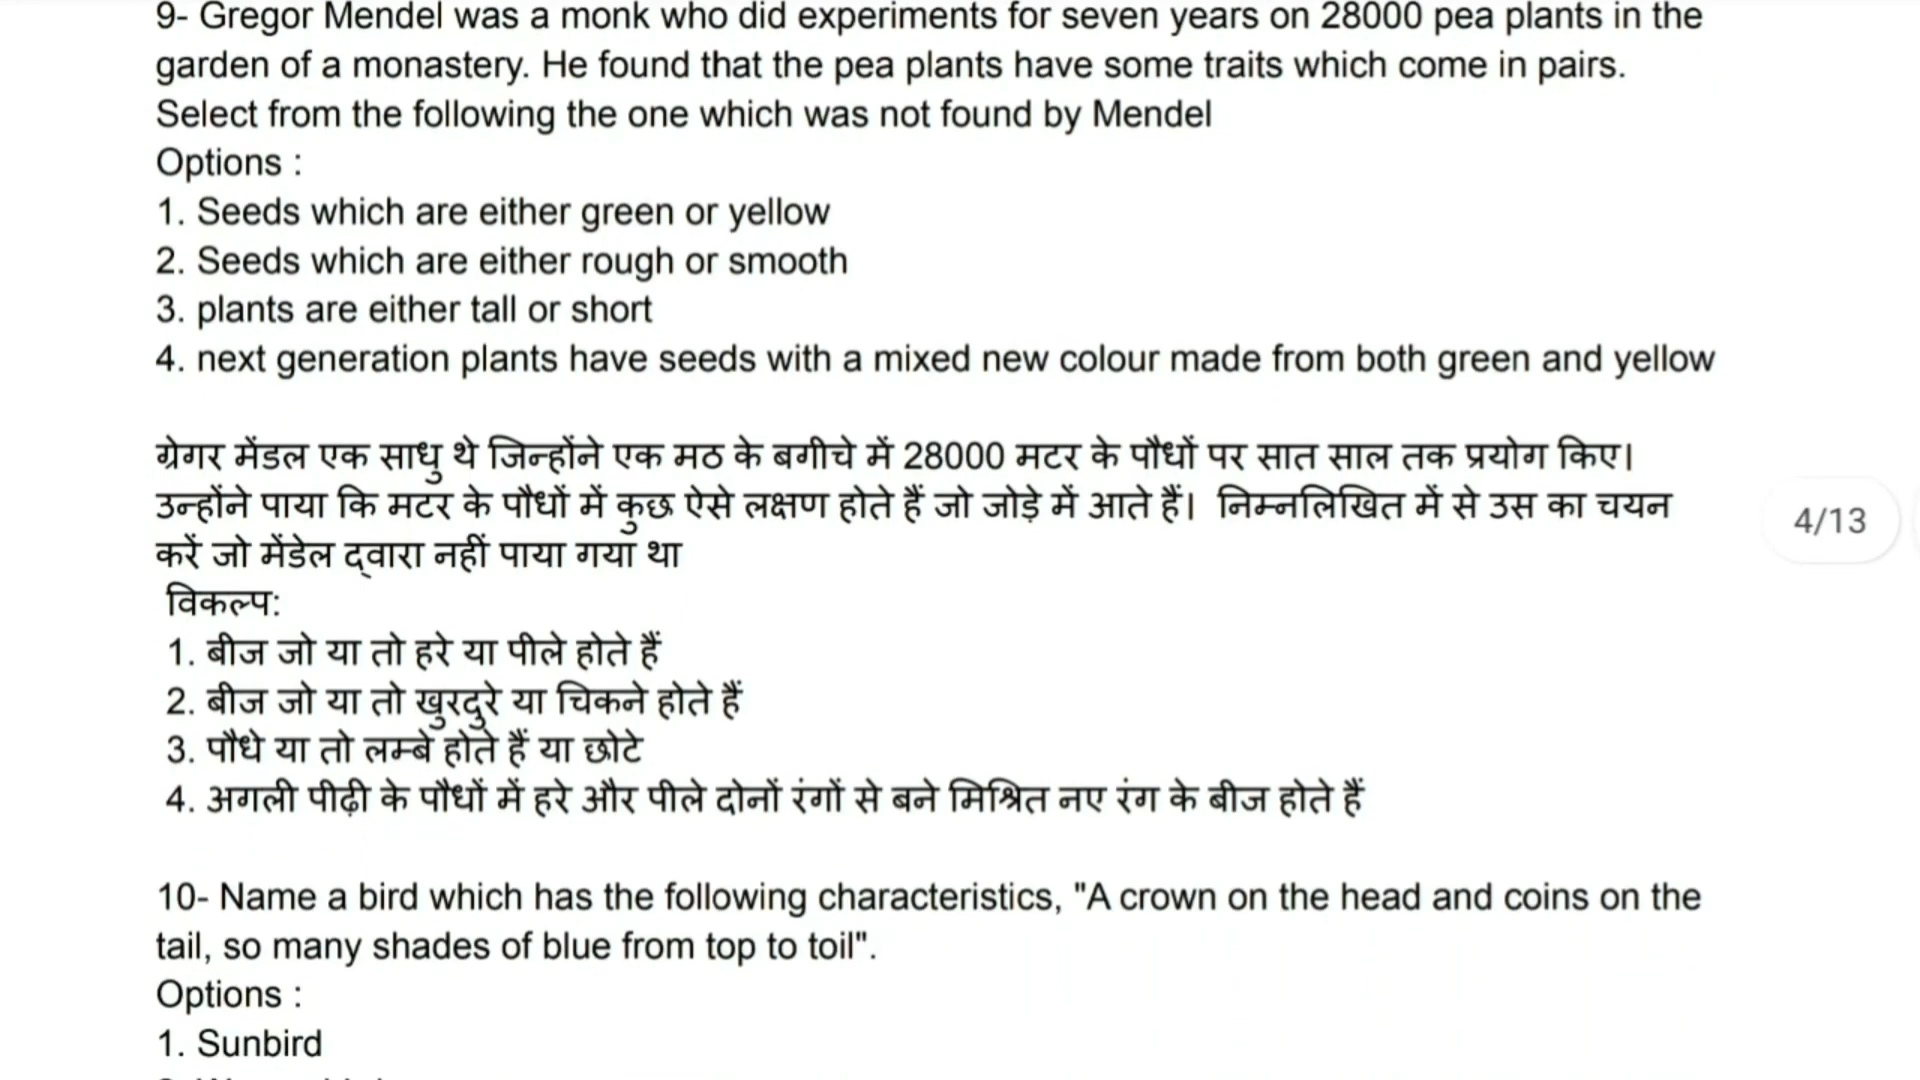 9- Gregor Mendel was a monk who did experiments for seven years on 28000 pea plants in the
garden of a monastery. He found that the pea plants have some traits which come in pairs.
Select from the following the one which was not found by Mendel
Options :
1. Seeds which are either green or yellow
2. Seeds which are either rough or smooth
3. plants are either tall or short
4. next generation plants have seeds with a mixed new colour made from both green and yellow
ग्रेगर मेंडल एक साधु थे जिन्होंने एक मठ के बगीचे में 28000 मटर के पौधों पर सात साल तक प्रयोग किए।
उन्होंने पाया कि मटर के पौधों में कुछ ऐसे लक्षण होते हैं जो जोड़े में आते हैं। निम्नलिखित में से उस का चयन
करें जो मेंडेल द्वारा नहीं पाया गया था
विकल्प:
1. बीज जो या तो हरे या पीले होते हैं
2. बीज जो या तो खुरदुरे या चिकने होते हैं
3. पौधे या तो लम्बे होते हैं या छोटे
4. अगली पीढ़ी के पौधों में हरे और पीले दोनों रंगों से बने मिश्रित नए रंग के बीज होते हैं
4/13
10- Name a bird which has the following characteristics, "A crown on the head and coins on the
tail, so many shades of blue from top to toil".
Options :
1. Sunbird